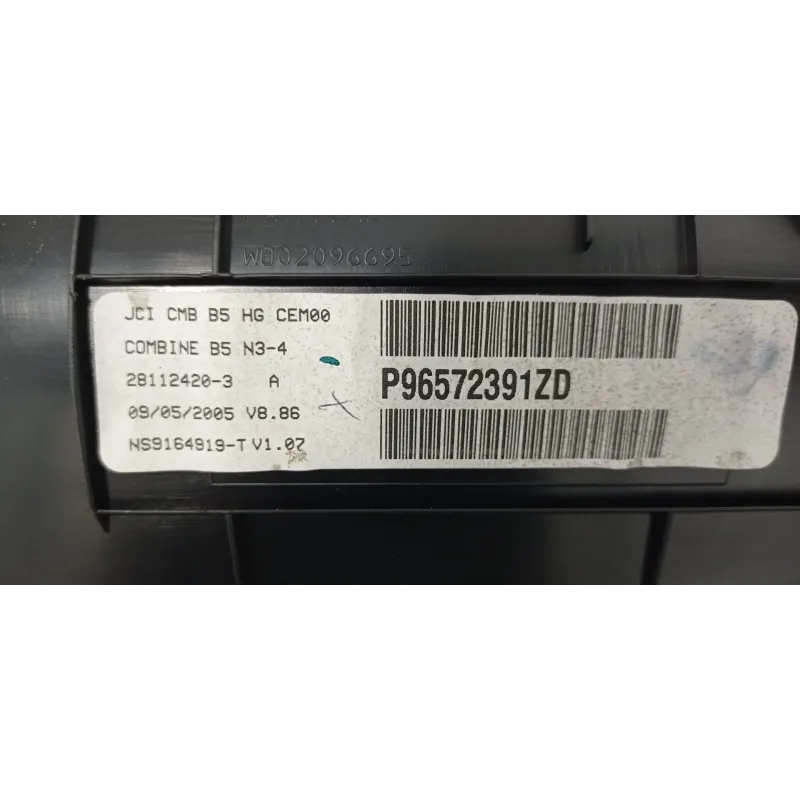 W002096695
JCI CMB B5 HG CEM00
COMBINE B5 N3-4
28112420-3 A
09/05/2005 V8.86
NS9164919-T V1.07
P96572391ZD